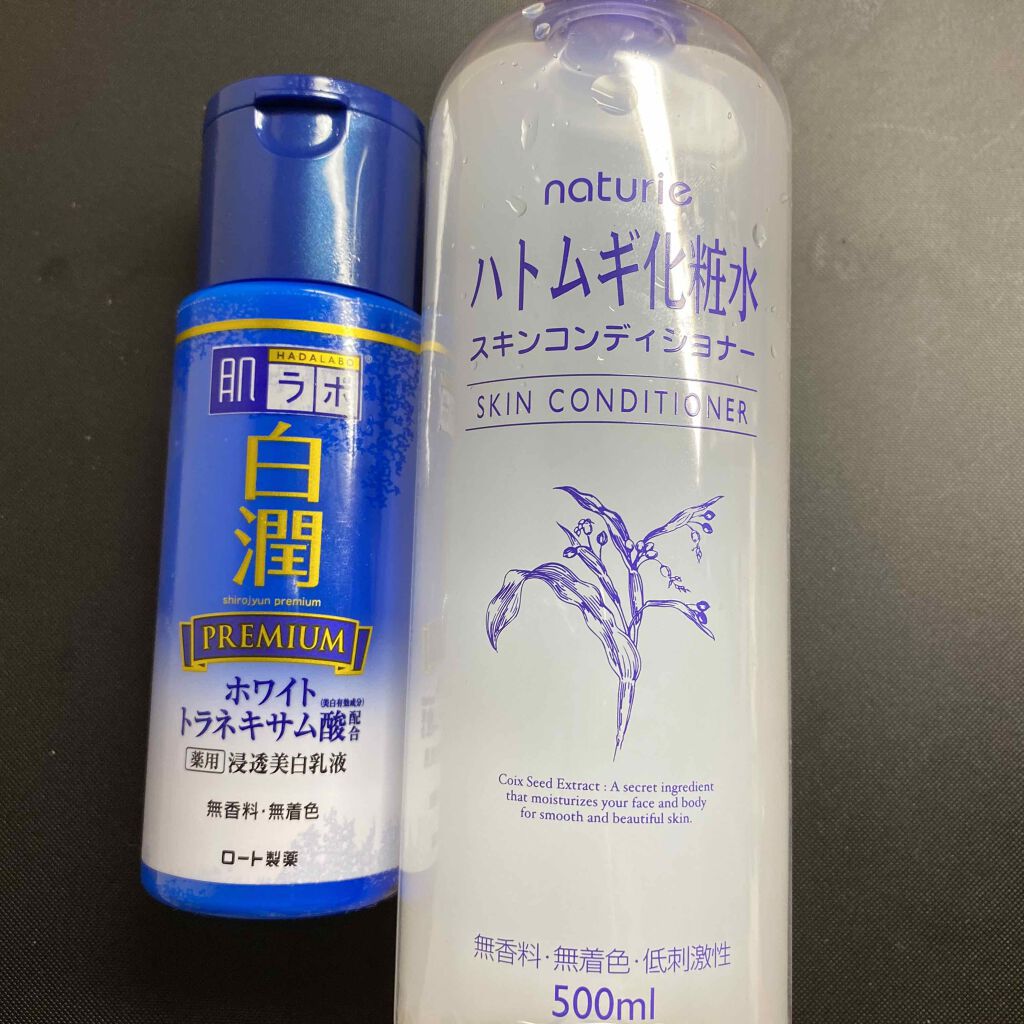 HADALABO®
肌ラボ
白潤
shirojyun premium
PREMIUM
ホワイト
(美白有効成分)
トラネキサム酸配合
薬用 浸透美白乳液
無香料・無着色
ロート製薬
naturie
ハトムギ化粧水
スキンコンディショナー
SKIN CONDITIONER
Coix Seed Extract : A secret ingredient
that moisturizes your face and body
for smooth and beautiful skin.
無香料・無着色・低刺激性
500ml